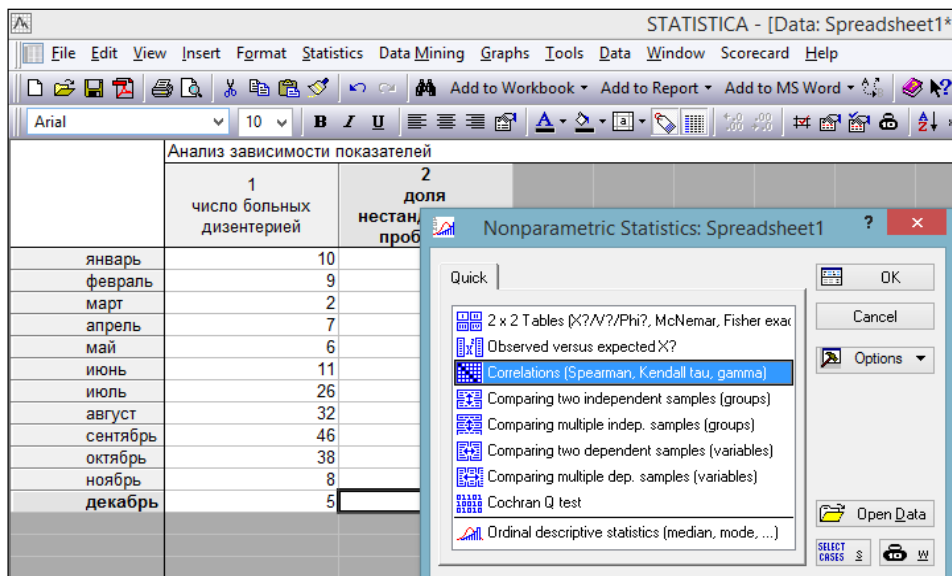 STATISTICA - [Data: Spreadsheet1*
File Edit View Insert Format Statistics Data Mining Graphs Tools Data Window Scorecard Help
Add to Workbook Add to Report Add to MS Word
Arial 10 B I U
Анализ зависимости показателей
1
число больных
дизентерией
2
доля
нестанд
проб
январь 10
февраль 9
март 2
апрель 7
май 6
июнь 11
июль 26
август 32
сентябрь 46
октябрь 38
ноябрь 8
декабрь 5
Nonparametric Statistics: Spreadsheet1 ?
Quick
2 x 2 Tables (X?/V?/Phi?, McNemar, Fisher exac
Observed versus expected X?
Correlations (Spearman, Kendall tau, gamma)
Comparing two independent samples (groups)
Comparing multiple indep. samples (groups)
Comparing two dependent samples (variables)
Comparing multiple dep. samples (variables)
Cochran Q test
Ordinal descriptive statistics (median, mode, ...)
OK
Cancel
Options
Open Data
SELECT CASES S W